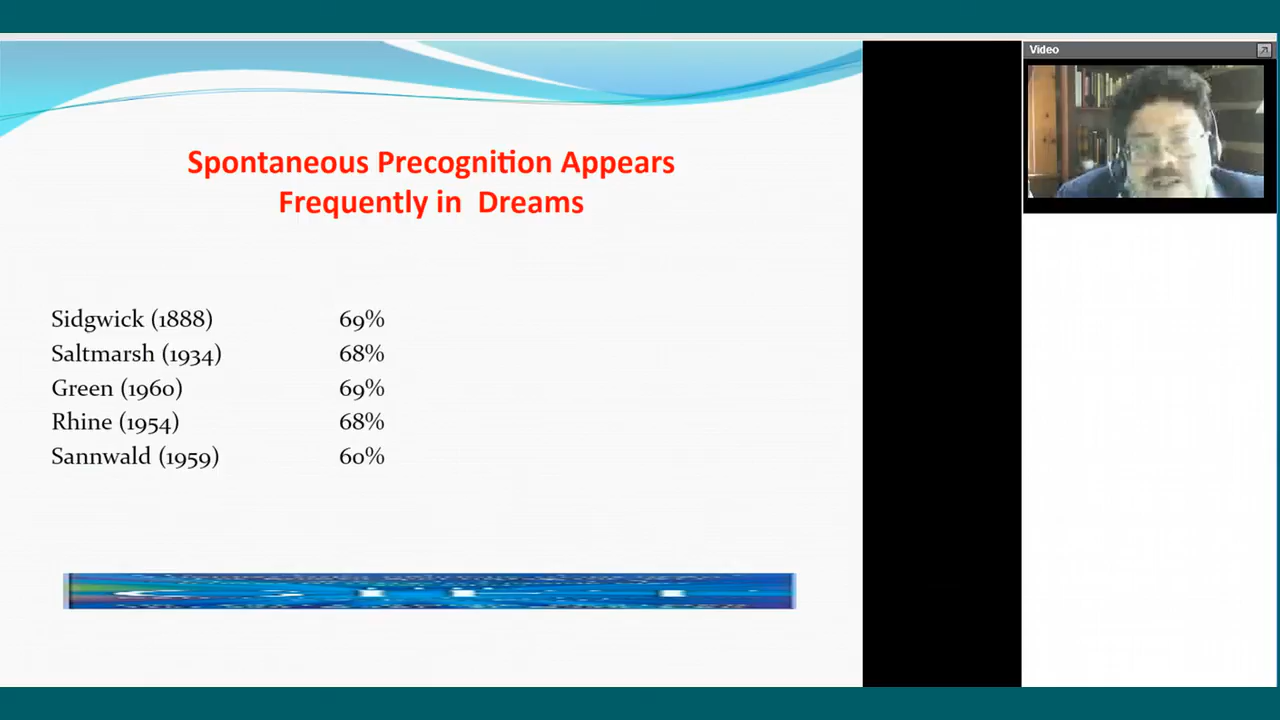 Spontaneous Precognition Appears
Frequently in Dreams
Sidgwick (1888) 69%
Saltmarsh (1934) 68%
Green (1960) 69%
Rhine (1954) 68%
Sannwald (1959) 60%
Video